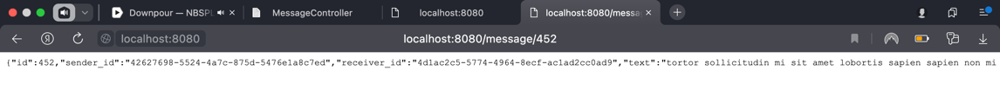 Downpour — NBSPL
MessageController
localhost:8080
localhost:8080/messa
localhost:8080
localhost:8080/message/452
{"id":452,"sender_id":"42627698-5524-4a7c-875d-5476e1a8c7ed","receiver_id":"4d1ac2c5-5774-4964-8ecf-ac1ad2cc0ad9","text":"tortor sollicitudin mi sit amet lobortis sapien sapien non mi